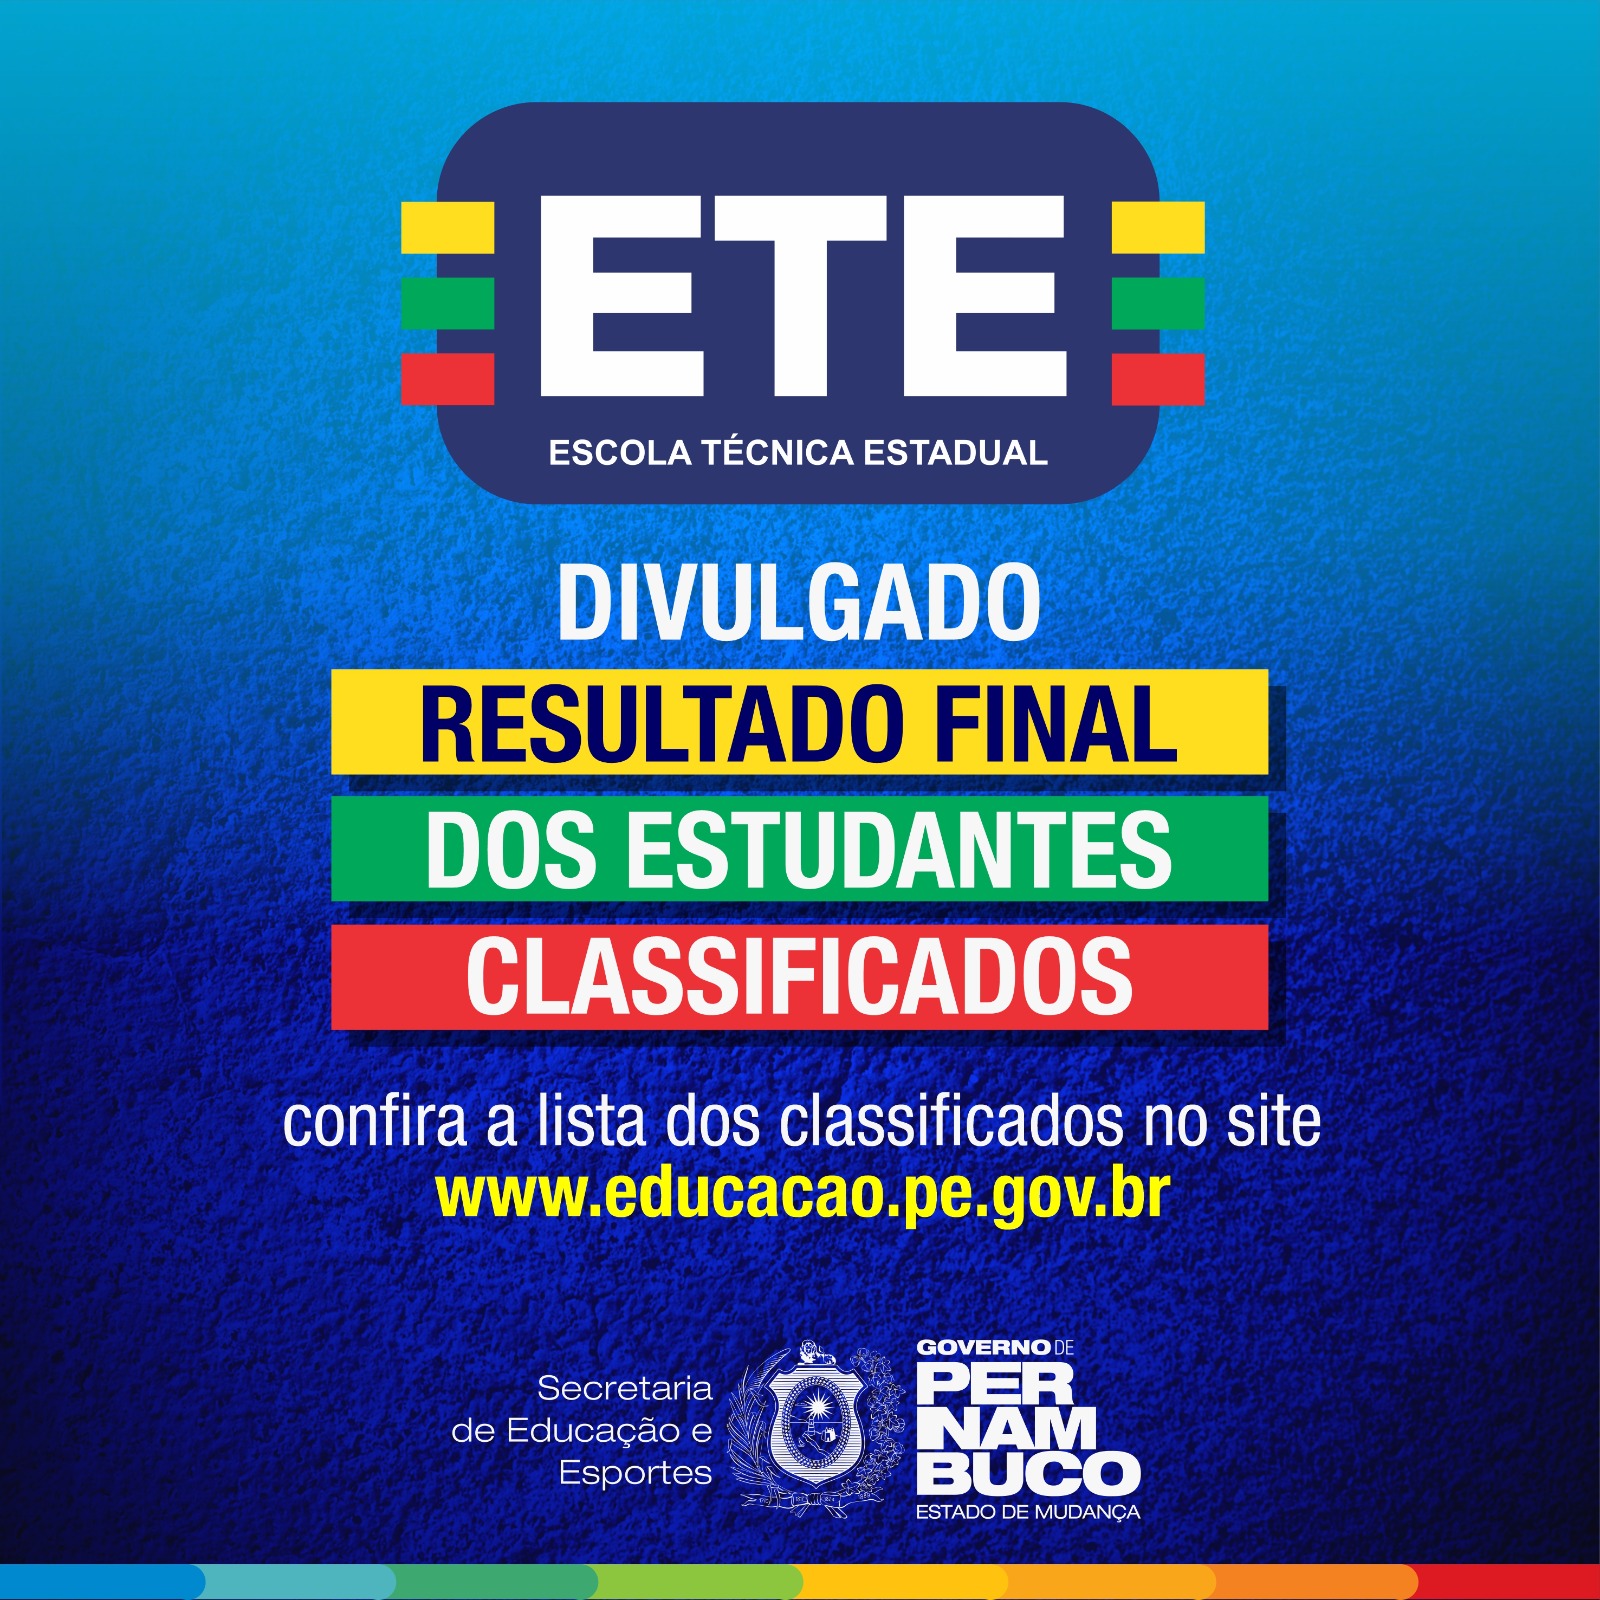 ETE
ESCOLA TÉCNICA ESTADUAL
DIVULGADO
RESULTADO FINAL
DOS ESTUDANTES
CLASSIFICADOS
confira a lista dos classificados no site
www.educacao.pe.gov.br
Secretaria
de Educação e
Esportes
GOVERNO DE
PER
NAM
BUCO
ESTADO DE MUDANÇA